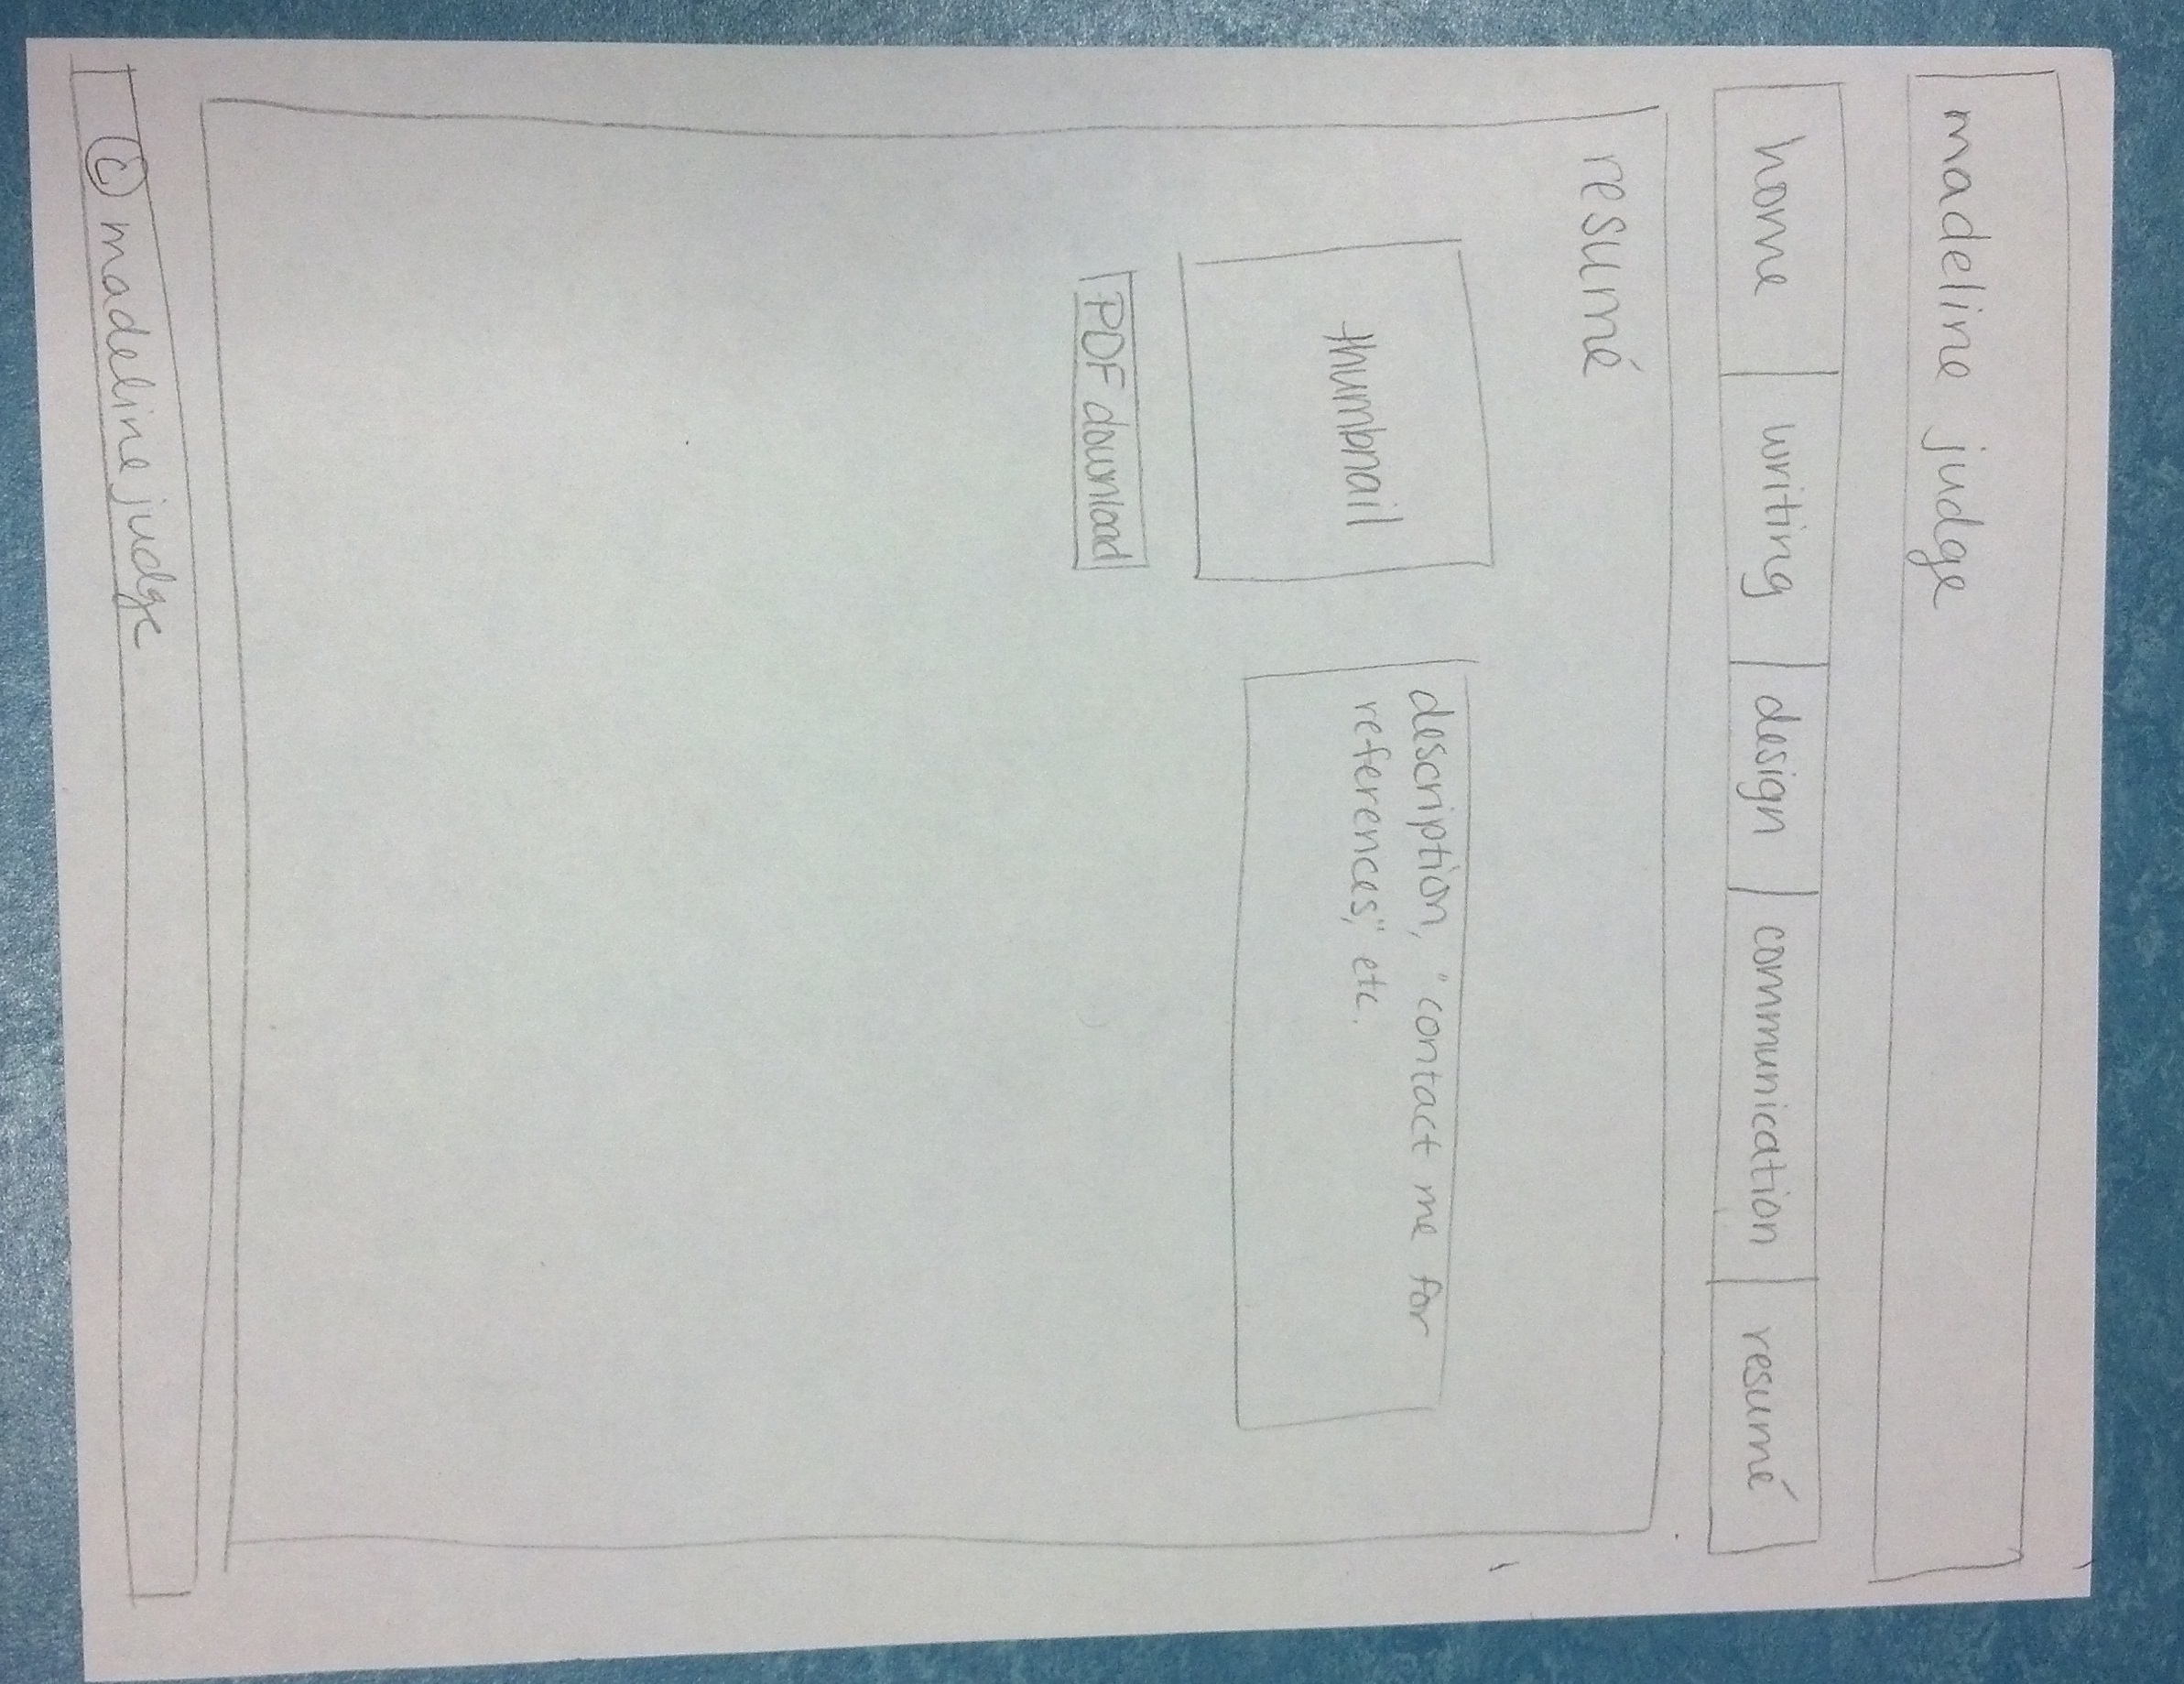 madeline judge
home writing design communication resumé
resumé
thumbnail
description, "contact me for
references," etc.
PDF download
© madeline judge